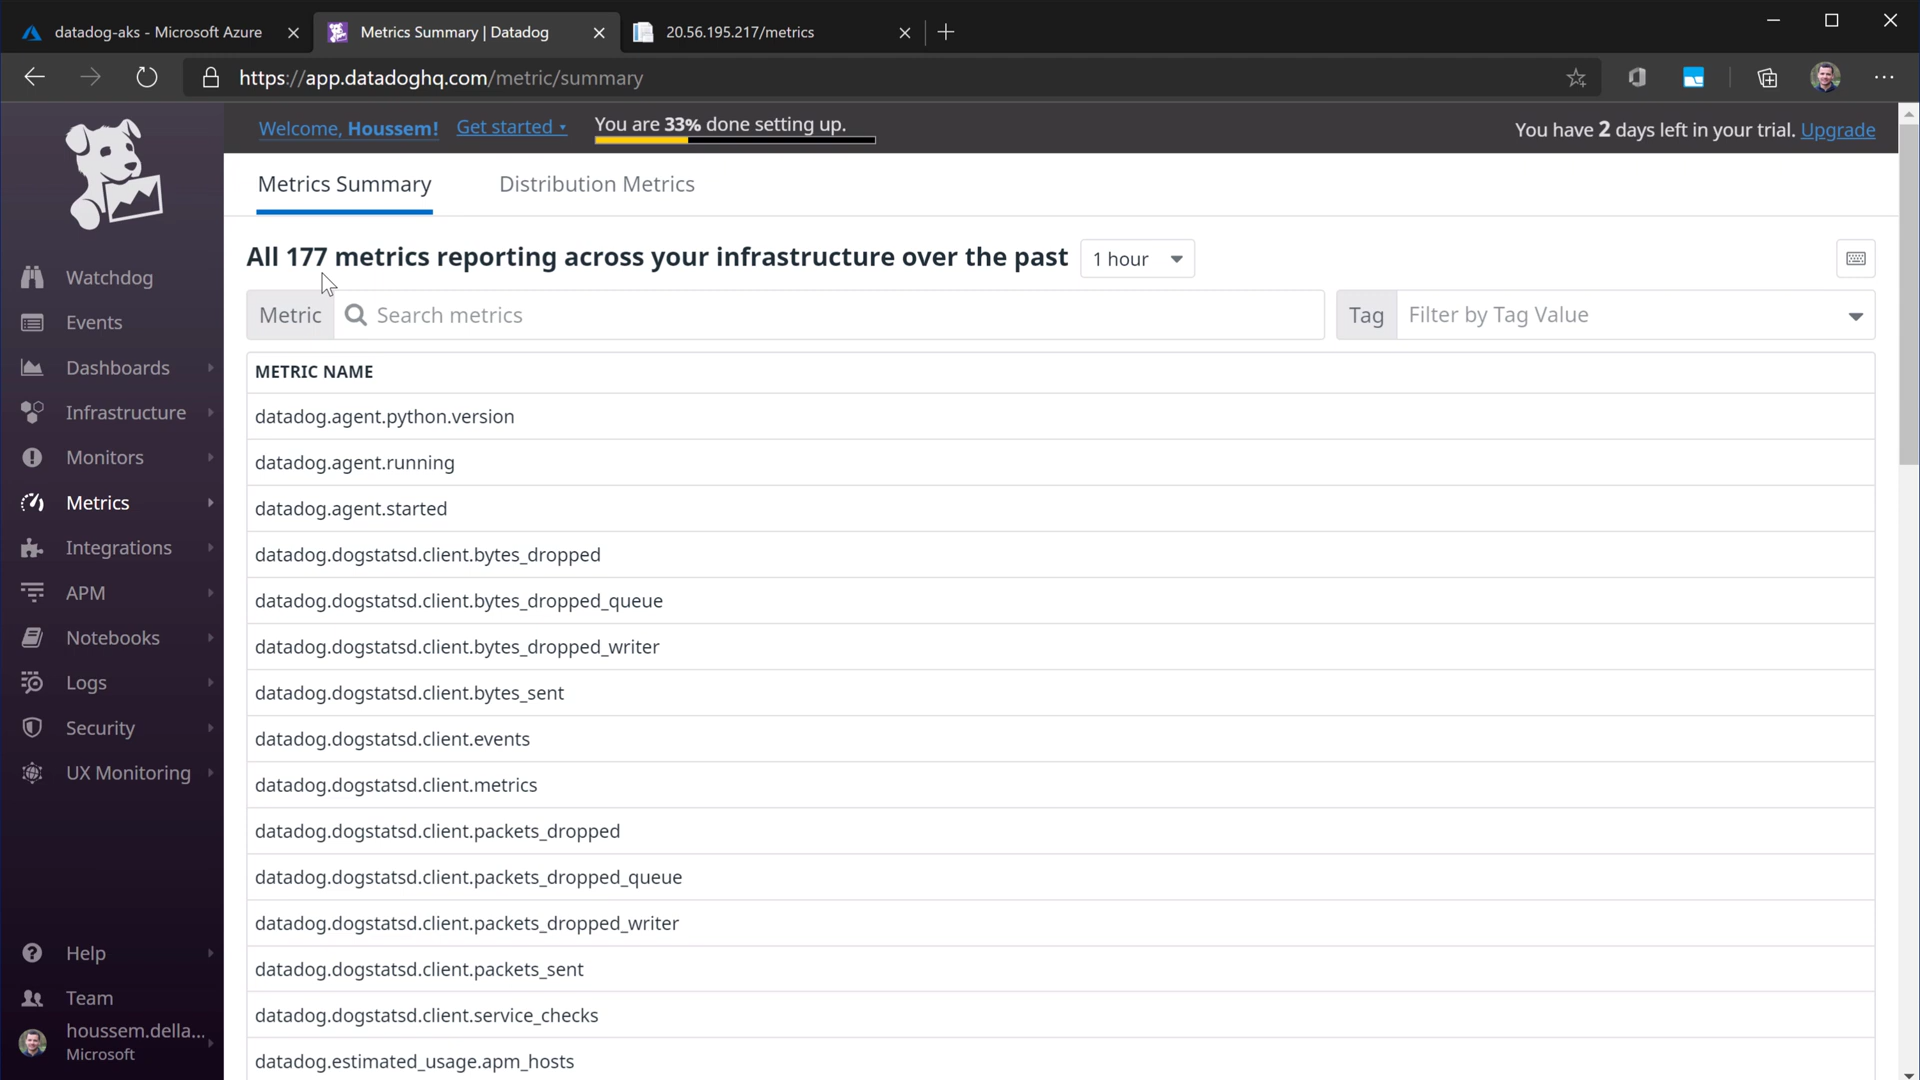 datadog-aks - Microsoft Azure
Metrics Summary | Datadog
20.56.195.217/metrics
https://app.datadoghq.com/metric/summary
Welcome, Houssem!
Get started
You are 33% done setting up.
You have 2 days left in your trial. Upgrade
Metrics Summary
Distribution Metrics
All 177 metrics reporting across your infrastructure over the past
1 hour
Metric
Search metrics
Tag
Filter by Tag Value
METRIC NAME
datadog.agent.python.version
datadog.agent.running
datadog.agent.started
datadog.dogstatsd.client.bytes_dropped
datadog.dogstatsd.client.bytes_dropped_queue
datadog.dogstatsd.client.bytes_dropped_writer
datadog.dogstatsd.client.bytes_sent
datadog.dogstatsd.client.events
datadog.dogstatsd.client.metrics
datadog.dogstatsd.client.packets_dropped
datadog.dogstatsd.client.packets_dropped_queue
datadog.dogstatsd.client.packets_dropped_writer
datadog.dogstatsd.client.packets_sent
datadog.dogstatsd.client.service_checks
datadog.estimated_usage.apm_hosts
Watchdog
Events
Dashboards
Infrastructure
Monitors
Metrics
Integrations
APM
Notebooks
Logs
Security
UX Monitoring
Help
Team
houssem.della...
Microsoft